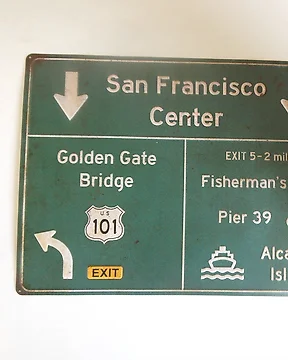 San Francisco
Center
Golden Gate
Bridge
US
101
EXIT
EXIT 5-2 mil
Fisherman's
Pier 39
Alca
Isl